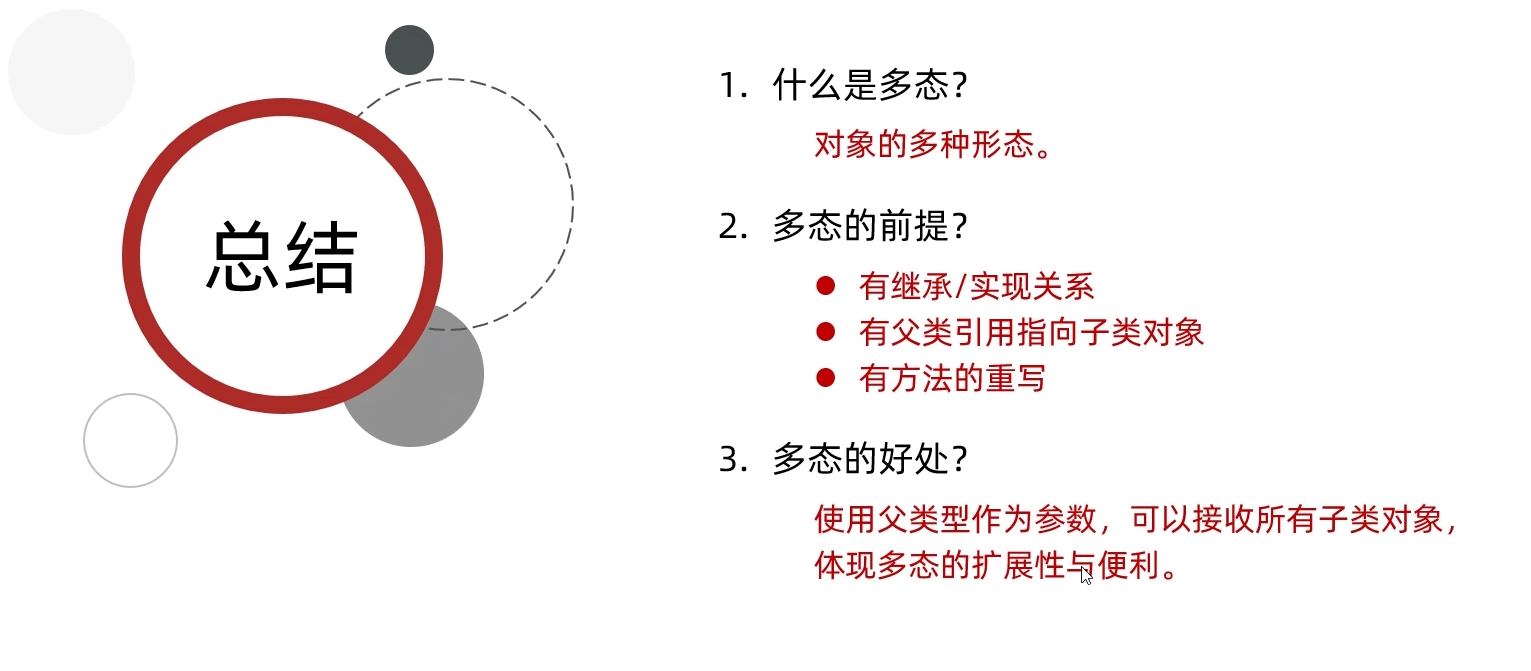 总结
1. 什么是多态？
对象的多种形态。
2. 多态的前提？
● 有继承/实现关系
● 有父类引用指向子类对象
● 有方法的重写
3. 多态的好处？
使用父类型作为参数，可以接收所有子类对象，
体现多态的扩展性与便利。